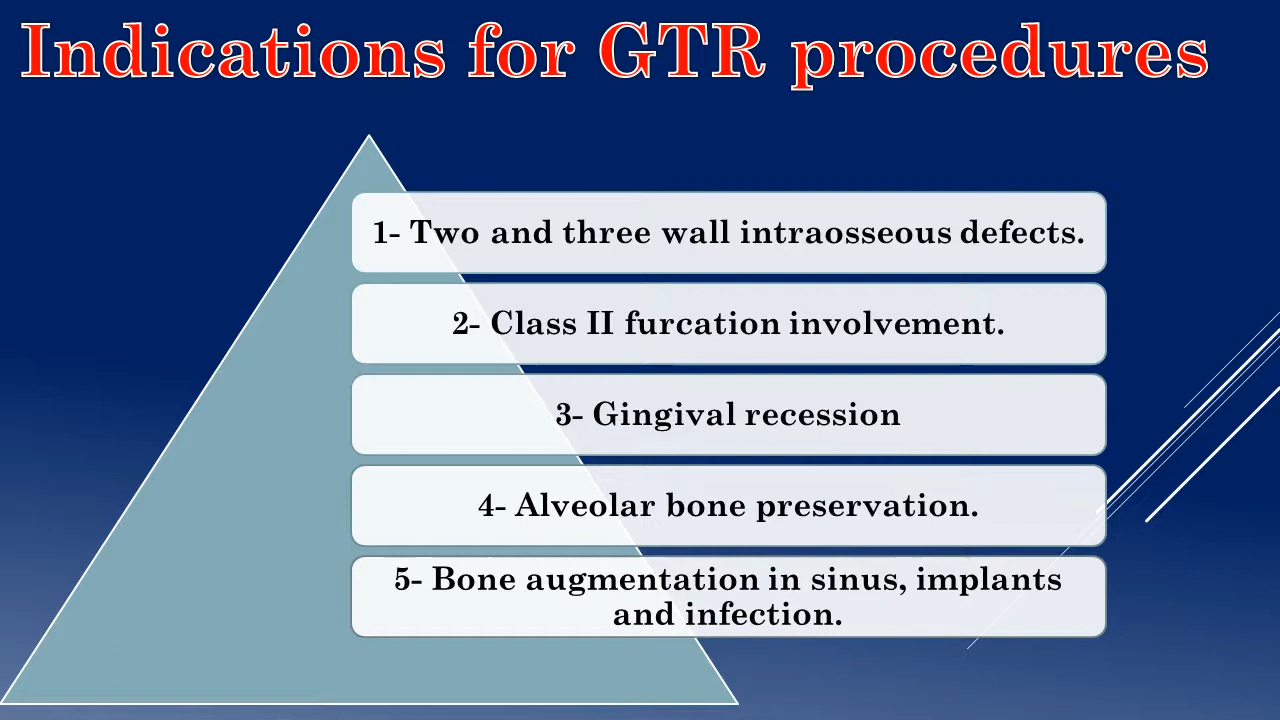 Indications for GTR procedures
1- Two and three wall intraosseous defects.
2- Class II furcation involvement.
3- Gingival recession
4- Alveolar bone preservation.
5- Bone augmentation in sinus, implants
and infection.